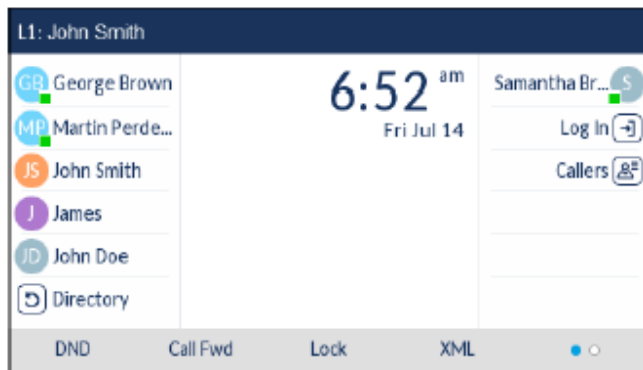 L1: John Smith
GB George Brown
MP Martin Perde...
JS John Smith
J James
JD John Doe
Directory
6:52 am
Fri Jul 14
Samantha Br... S
Log In
Callers
DND Call Fwd Lock XML